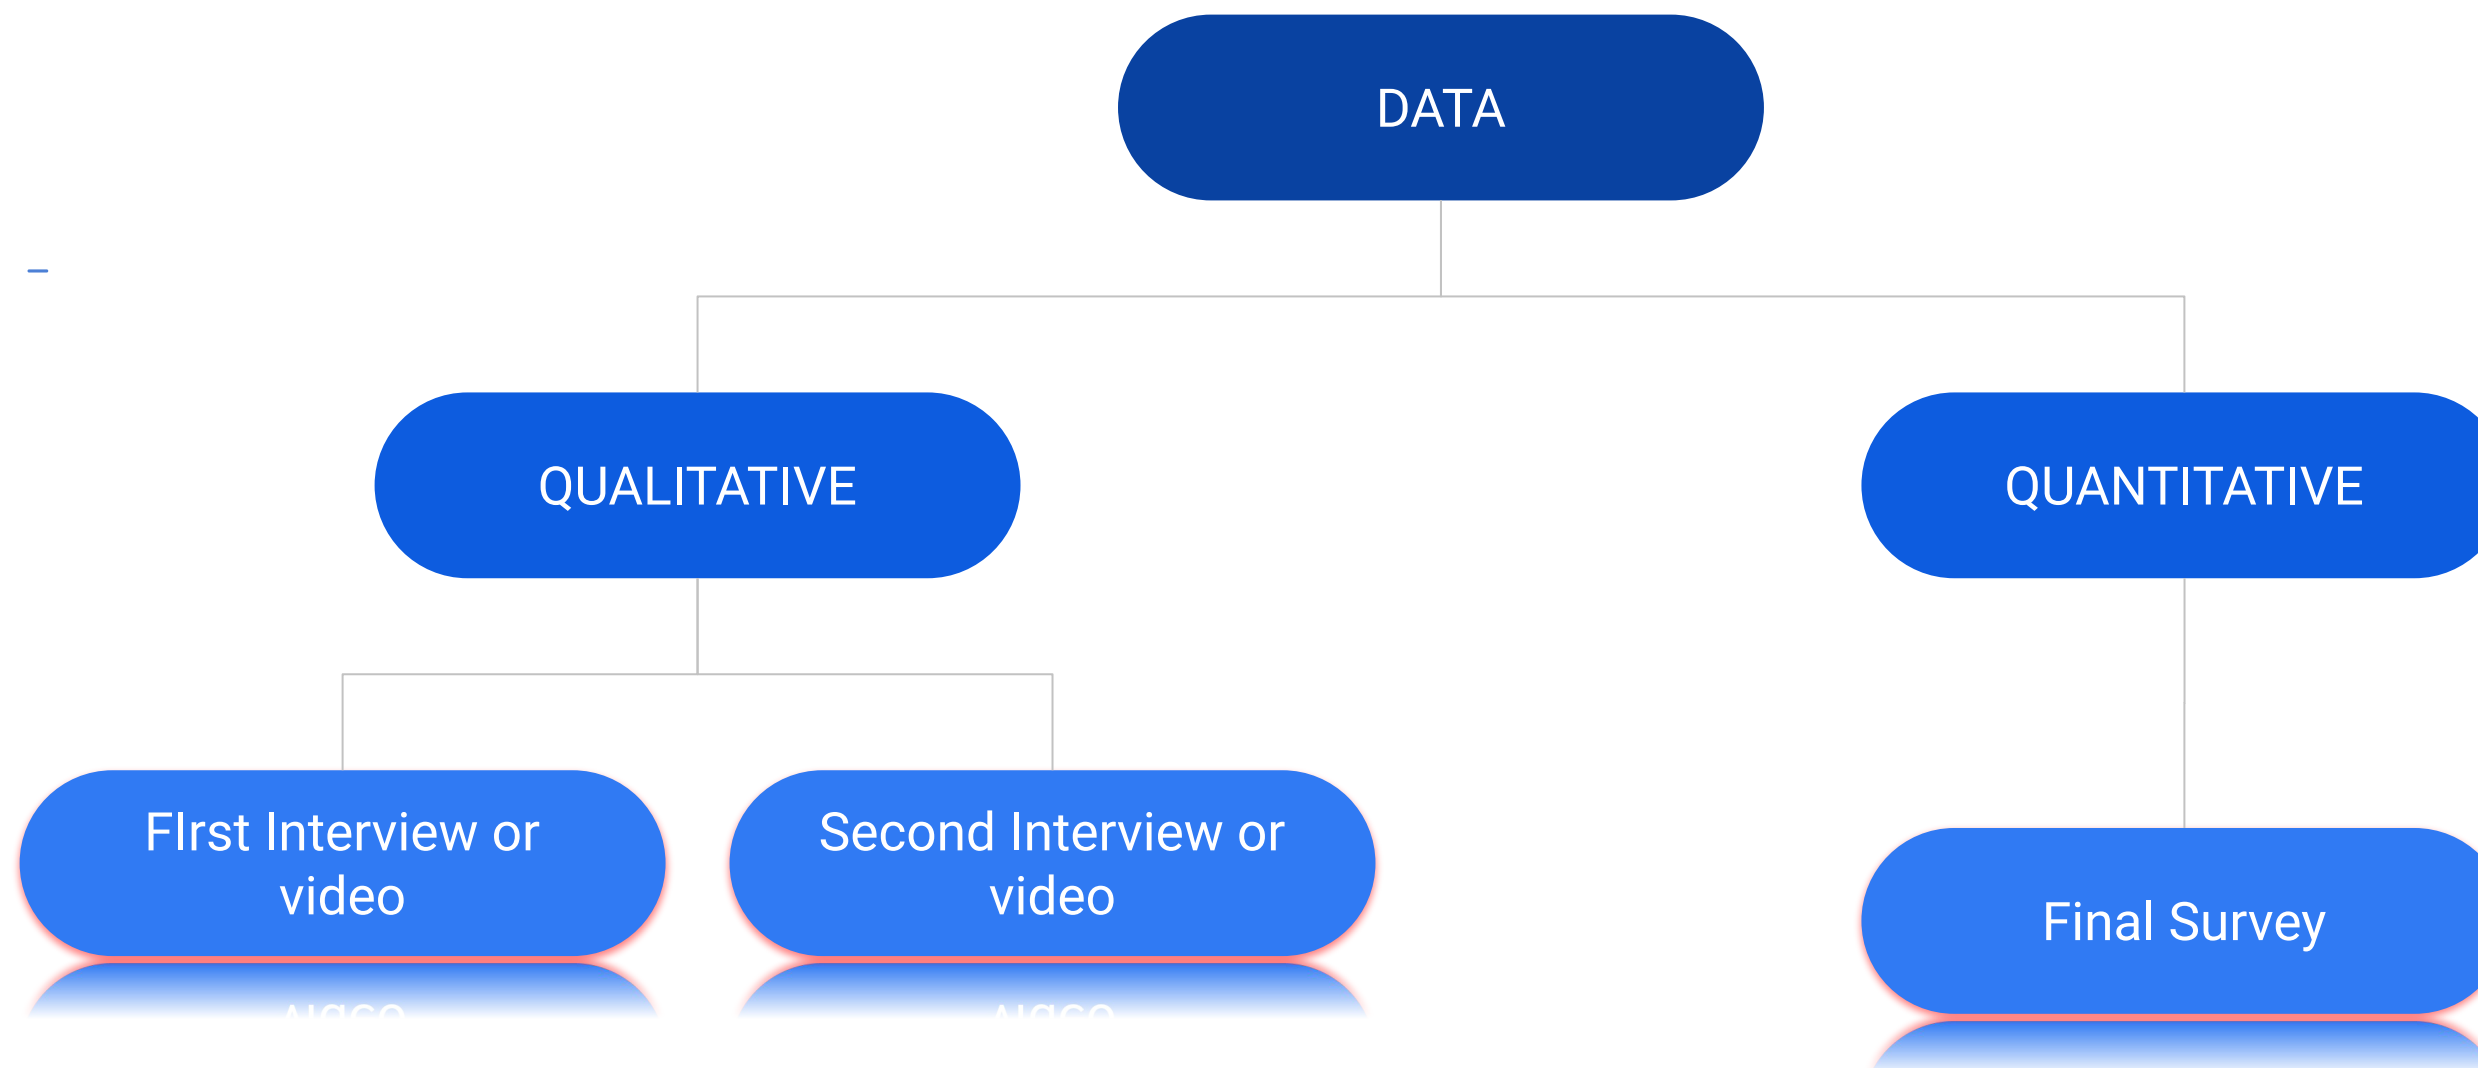 DATA
QUALITATIVE
QUANTITATIVE
FIrst Interview or
video
Second Interview or
video
Final Survey